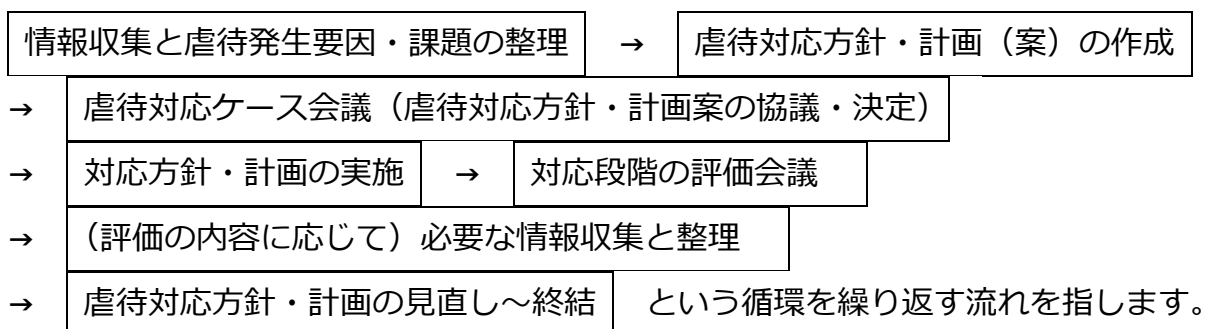 情報収集と虐待発生要因・課題の整理 → 虐待対応方針・計画（案）の作成
→ 虐待対応ケース会議（虐待対応方針・計画案の協議・決定）
→ 対応方針・計画の実施 → 対応段階の評価会議
→ （評価の内容に応じて）必要な情報収集と整理
→ 虐待対応方針・計画の見直し～終結 という循環を繰り返す流れを指します。